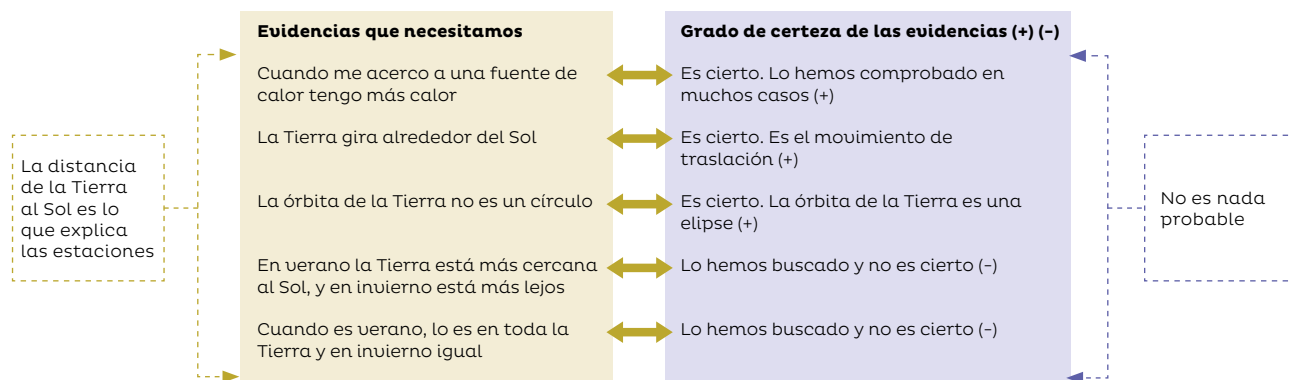 Evidencias que necesitamos
Grado de certeza de las evidencias (+) (–)
Cuando me acerco a una fuente de
calor tengo más calor
Es cierto. Lo hemos comprobado en
muchos casos (+)
La Tierra gira alrededor del Sol
Es cierto. Es el movimiento de
traslación (+)
La distancia
de la Tierra
al Sol es lo
que explica
las estaciones
La órbita de la Tierra no es un círculo
Es cierto. La órbita de la Tierra es una
elipse (+)
No es nada
probable
En verano la Tierra está más cercana
al Sol, y en invierno está más lejos
Lo hemos buscado y no es cierto (–)
Cuando es verano, lo es en toda la
Tierra y en invierno igual
Lo hemos buscado y no es cierto (–)